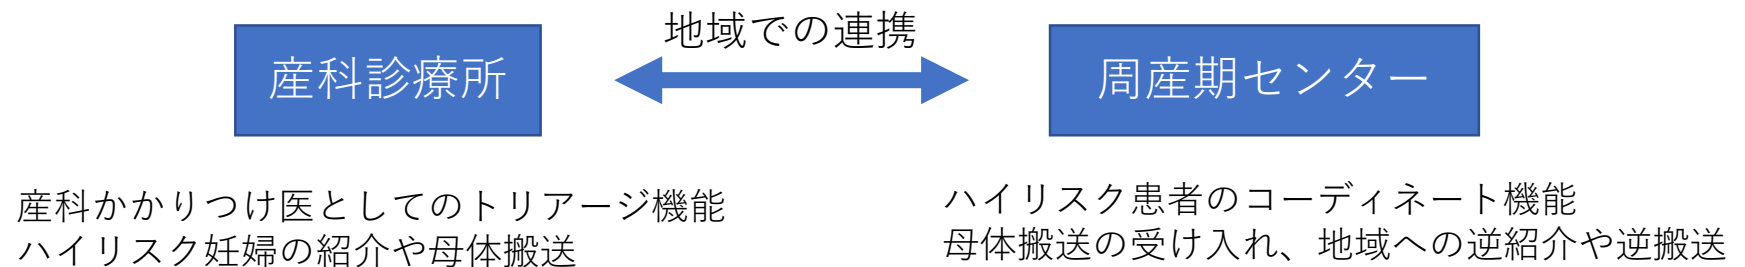 地域での連携
産科診療所
周産期センター
産科かかりつけ医としてのトリアージ機能
ハイリスク妊婦の紹介や母体搬送
ハイリスク患者のコーディネート機能
母体搬送の受け入れ、地域への逆紹介や逆搬送